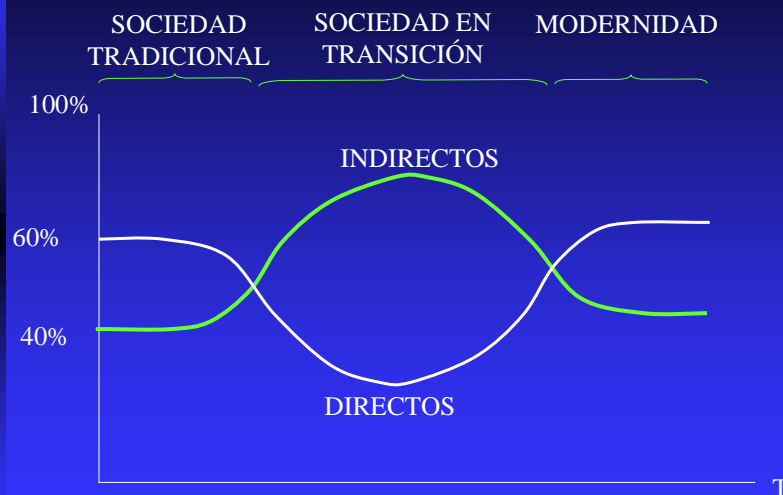 SOCIEDAD
TRADICIONAL
SOCIEDAD EN
TRANSICIÓN
MODERNIDAD
100%
INDIRECTOS
60%
40%
DIRECTOS
T